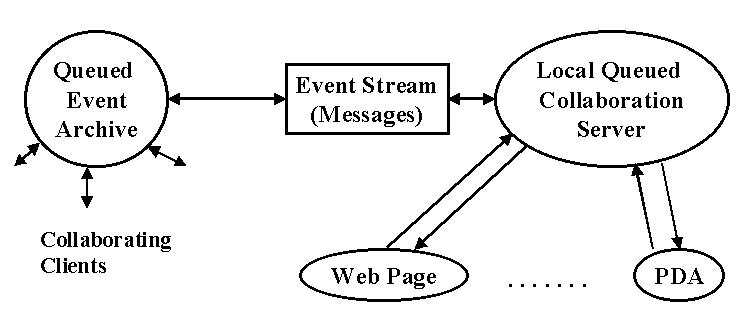 Queued
Event
Archive
Event Stream
(Messages)
Local Queued
Collaboration
Server
Collaborating
Clients
Web Page
.......
PDA